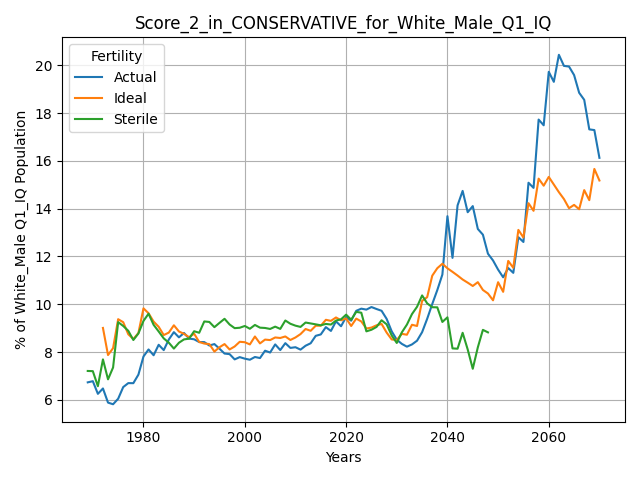 Score_2_in_CONSERVATIVE_for_White_Male_Q1_IQ
Fertility
Actual
Ideal
Sterile
20
18
16
14
12
10
8
6
% of White_Male Q1_IQ Population
1980
2000
2020
2040
2060
Years